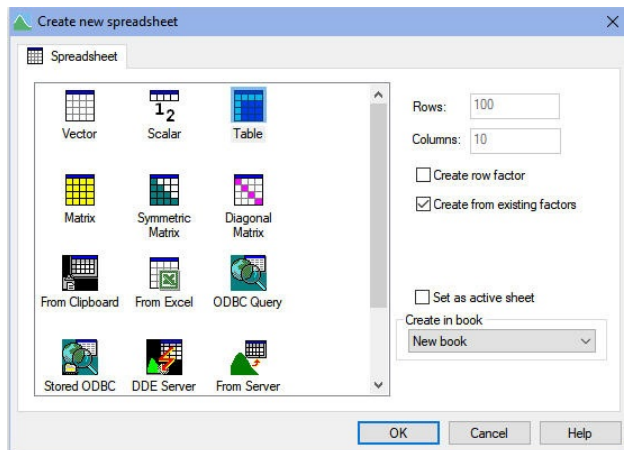 Create new spreadsheet
Spreadsheet
1 2
Vector Scalar Table
Matrix Symmetric Matrix Diagonal Matrix
From Clipboard From Excel ODBC Query
Stored ODBC DDE Server From Server
Rows: 100
Columns: 10
Create row factor
Create from existing factors
Set as active sheet
Create in book
New book
OK Cancel Help